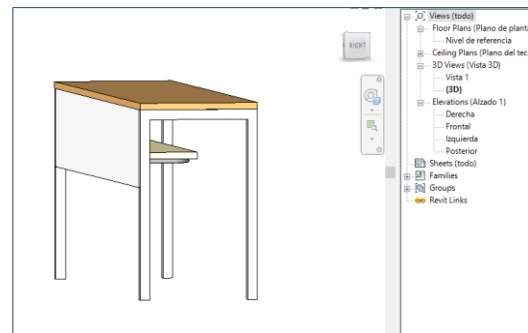 RIGHT
Views (todo)
Floor Plans (Plano de planta
Nivel de referencia
Ceiling Plans (Plano del tec
3D Views (Vista 3D)
Vista 1
{3D}
Elevations (Alzado 1)
Derecha
Frontal
Izquierda
Posterior
Sheets (todo)
Families
Groups
Revit Links